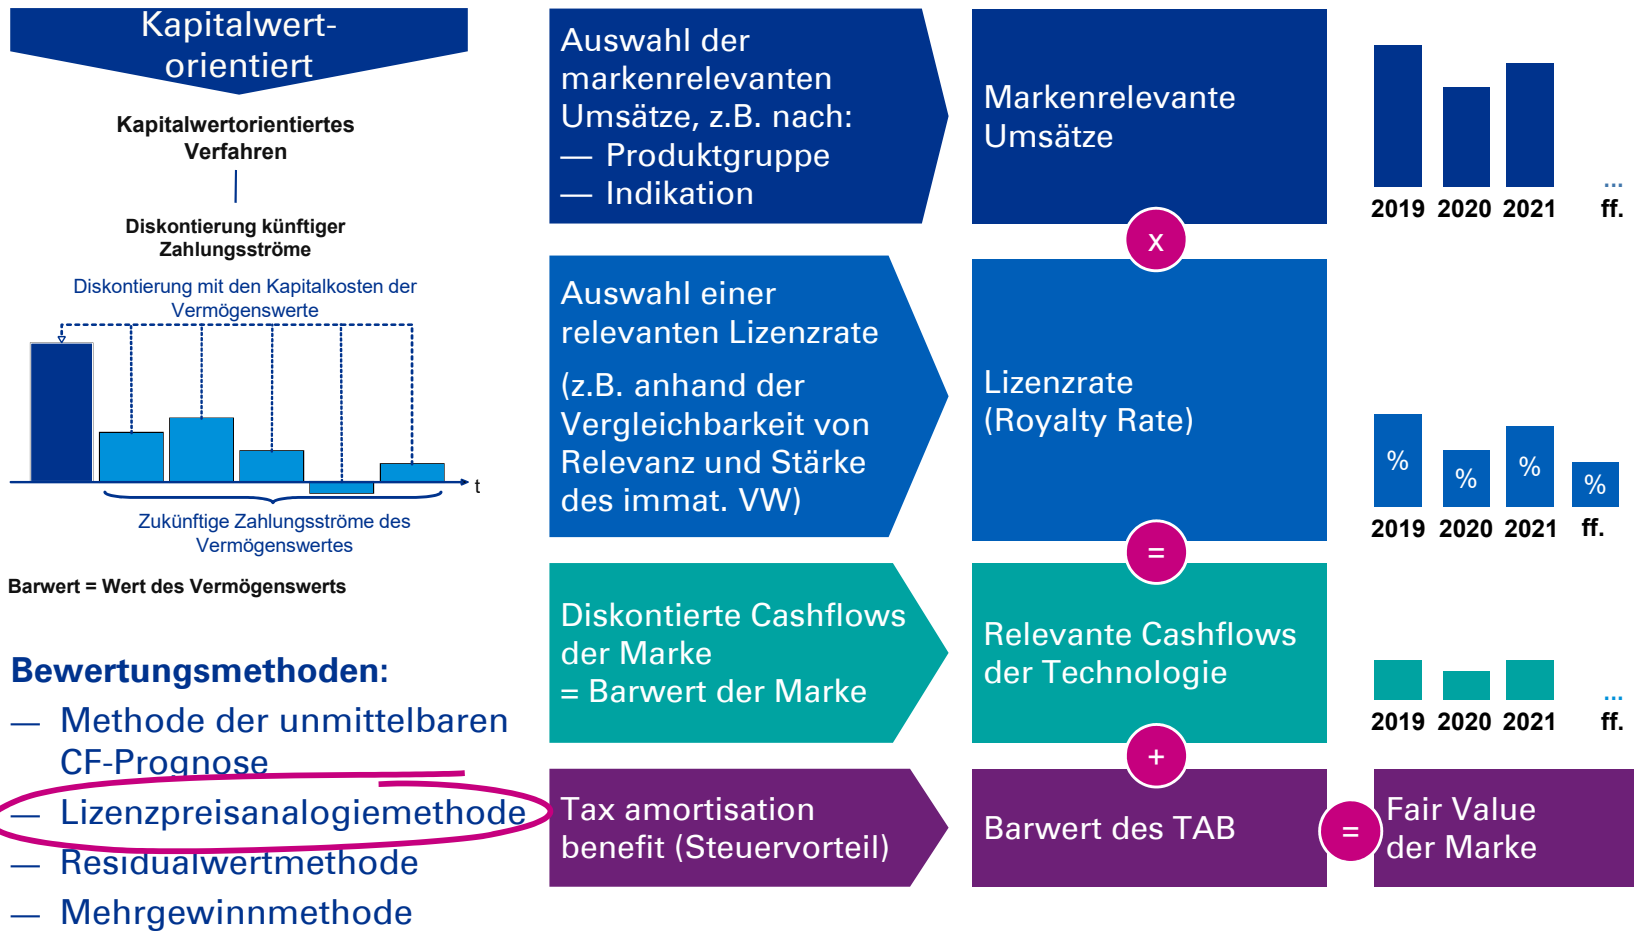 Kapitalwert-
orientiert
Kapitalwertorientiertes
Verfahren
Diskontierung künftiger
Zahlungsströme
Diskontierung mit den Kapitalkosten der
Vermögenswerte
t
Zukünftige Zahlungsströme des
Vermögenswertes
Barwert = Wert des Vermögenswerts
Bewertungsmethoden:
— Methode der unmittelbaren
CF-Prognose
— Lizenzpreisanalogiemethode
— Residualwertmethode
— Mehrgewinnmethode
Auswahl der
markenrelevanten
Umsätze, z.B. nach:
— Produktgruppe
— Indikation
Markenrelevante
Umsätze
...
2019 2020 2021 ff.
x
Auswahl einer
relevanten Lizenzrate
(z.B. anhand der
Vergleichbarkeit von
Relevanz und Stärke
des immat. VW)
Lizenzrate
(Royalty Rate)
% % % %
2019 2020 2021 ff.
=
Diskontierte Cashflows
der Marke
= Barwert der Marke
Relevante Cashflows
der Technologie
...
2019 2020 2021 ff.
+
Tax amortisation
benefit (Steuervorteil)
Barwert des TAB
=
Fair Value
der Marke